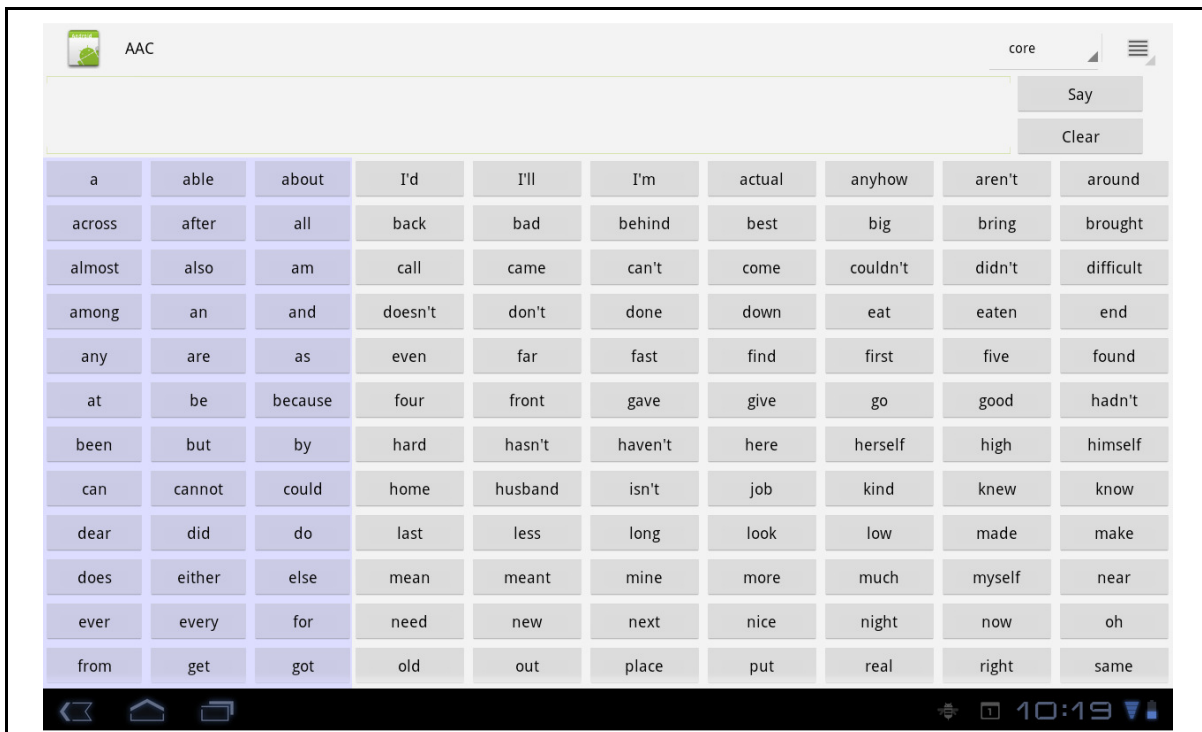 AAC core
Say
Clear
a able about I'd I'll I'm actual anyhow aren't around
across after all back bad behind best big bring brought
almost also am call came can't come couldn't didn't difficult
among an and doesn't don't done down eat eaten end
any are as even far fast find first five found
at be because four front gave give go good hadn't
been but by hard hasn't haven't here herself high himself
can cannot could home husband isn't job kind knew know
dear did do last less long look low made make
does either else mean meant mine more much myself near
ever every for need new next nice night now oh
from get got old out place put real right same
1 10:19